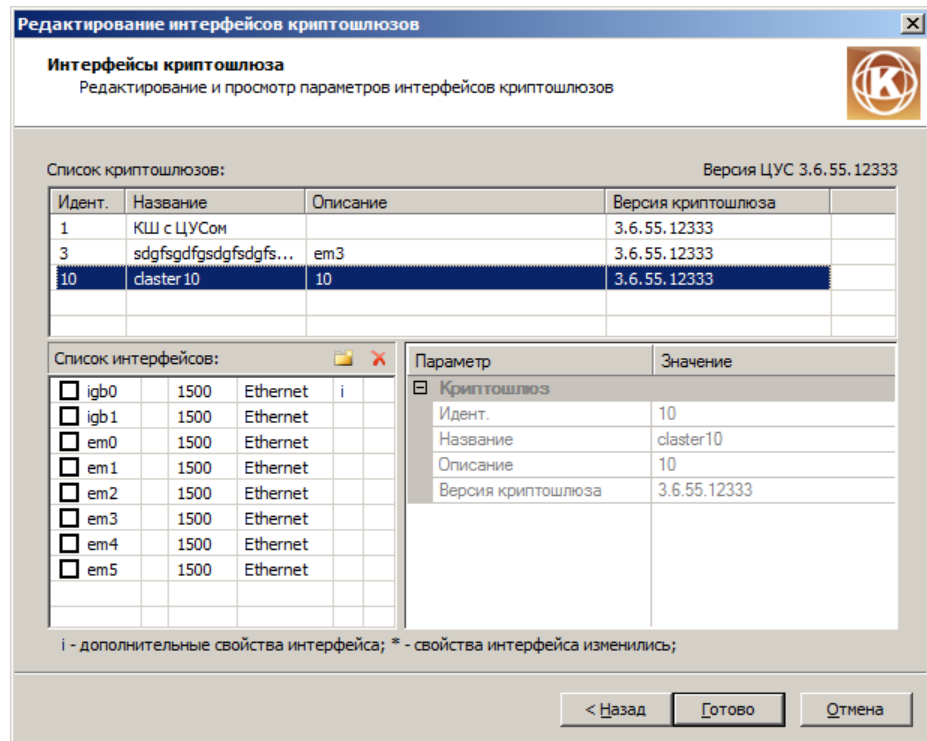 Редактирование интерфейсов криптошлюзов
Интерфейсы криптошлюза
Редактирование и просмотр параметров интерфейсов криптошлюзов
K
Список криптошлюзов: Версия ЦУС 3.6.55.12333
Идент. Название Описание Версия криптошлюза
1 КШ с ЦУСом 3.6.55.12333
3 sdgfsgdfgsdgfsdgfs... em3 3.6.55.12333
10 claster10 10 3.6.55.12333
Список интерфейсов:
igb0 1500 Ethernet i
igb1 1500 Ethernet
em0 1500 Ethernet
em1 1500 Ethernet
em2 1500 Ethernet
em3 1500 Ethernet
em4 1500 Ethernet
em5 1500 Ethernet
Параметр Значение
Криптошлюз
Идент. 10
Название claster10
Описание 10
Версия криптошлюза 3.6.55.12333
i - дополнительные свойства интерфейса; * - свойства интерфейса изменились;
< Назад Готово Отмена